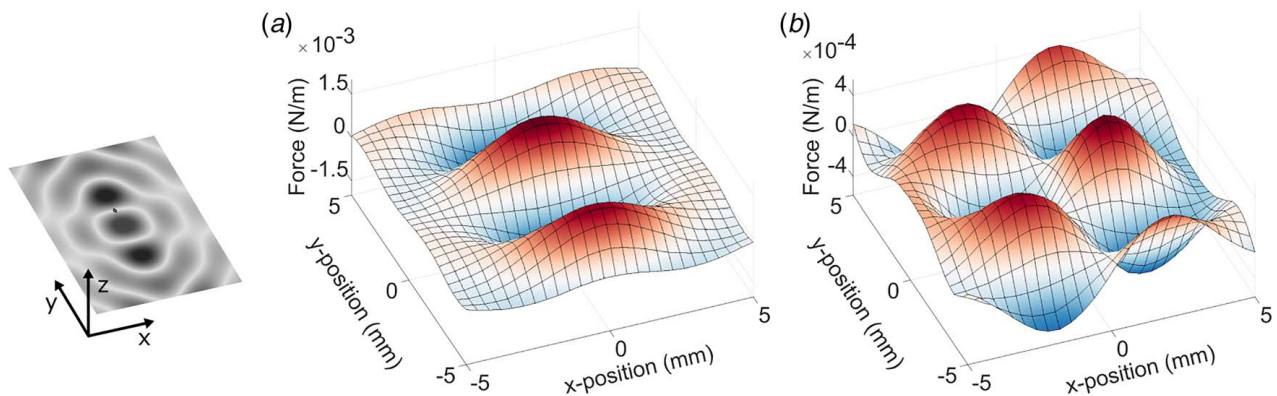 y
z
x
(a)
× 10-3
Force (N/m)
1.5
0
-1.5
5
0
-5
y-position (mm)
-5
0
5
x-position (mm)
(b)
× 10-4
Force (N/m)
4
0
-4
5
0
-5
y-position (mm)
-5
0
5
x-position (mm)